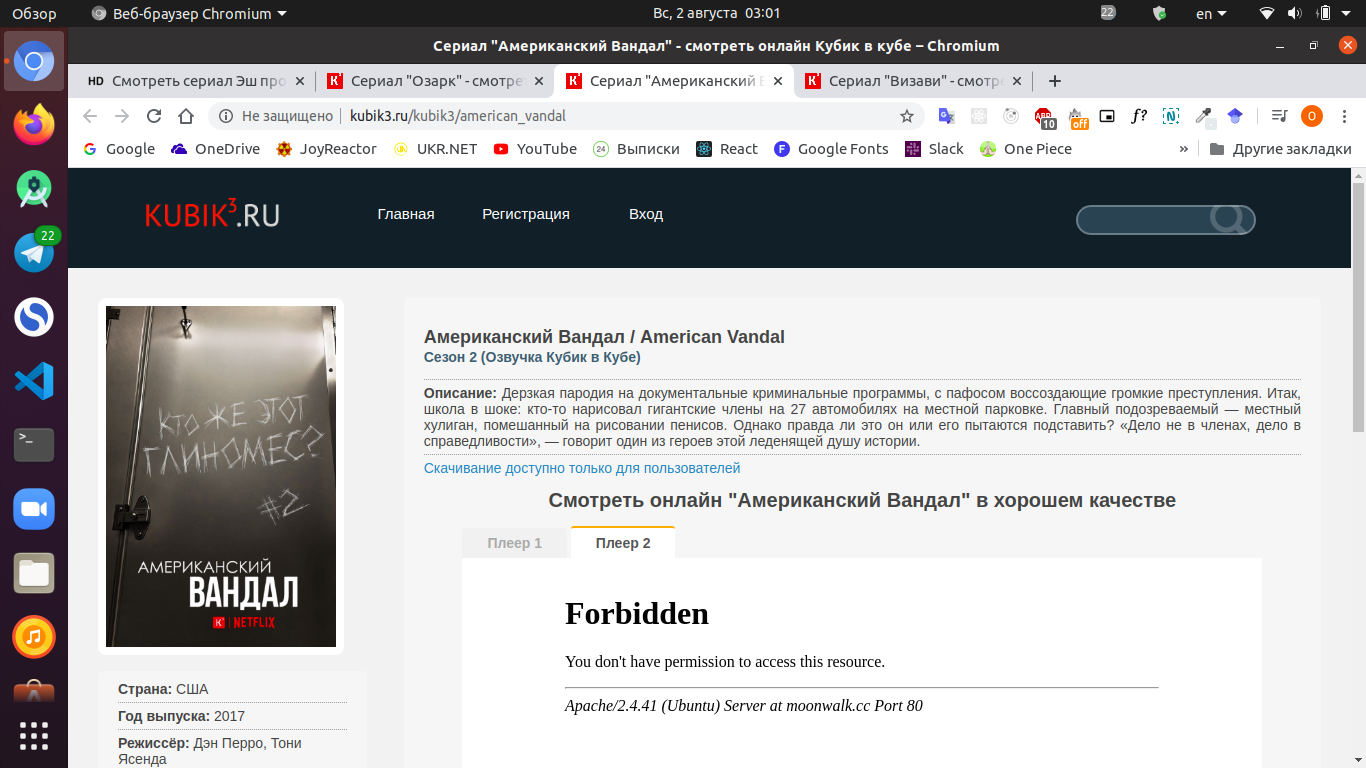 Обзор
Веб-браузер Chromium
Вс, 2 августа 03:01
22
en
Сериал "Американский Вандал" - смотреть онлайн Кубик в кубе – Chromium
HD Смотреть сериал Эш про
Сериал "Озарк" - смотре
Сериал "Американский В
Сериал "Визави" - смотр
Не защищено
kubik3.ru/kubik3/american_vandal
10
off
f?
N
О
Google
OneDrive
JoyReactor
UKR.NET
YouTube
24 Выписки
React
F Google Fonts
Slack
One Piece
»
Другие закладки
22
KUBIK3.RU
Главная
Регистрация
Вход
КТО ЖЕ ЭТОТ
ГЛИНОМЕС?
#2
АМЕРИКАНСКИЙ
ВАНДАЛ
К³ | NETFLIX
Страна: США
Год выпуска: 2017
Режиссёр: Дэн Перро, Тони
Ясенда
Американский Вандал / American Vandal
Сезон 2 (Озвучка Кубик в Кубе)
Описание: Дерзкая пародия на документальные криминальные программы, с пафосом воссоздающие громкие преступления. Итак,
школа в шоке: кто-то нарисовал гигантские члены на 27 автомобилях на местной парковке. Главный подозреваемый — местный
хулиган, помешанный на рисовании пенисов. Однако правда ли это он или его пытаются подставить? «Дело не в членах, дело в
справедливости», — говорит один из героев этой леденящей душу истории.
Скачивание доступно только для пользователей
Смотреть онлайн "Американский Вандал" в хорошем качестве
Плеер 1
Плеер 2
Forbidden
You don't have permission to access this resource.
Apache/2.4.41 (Ubuntu) Server at moonwalk.cc Port 80